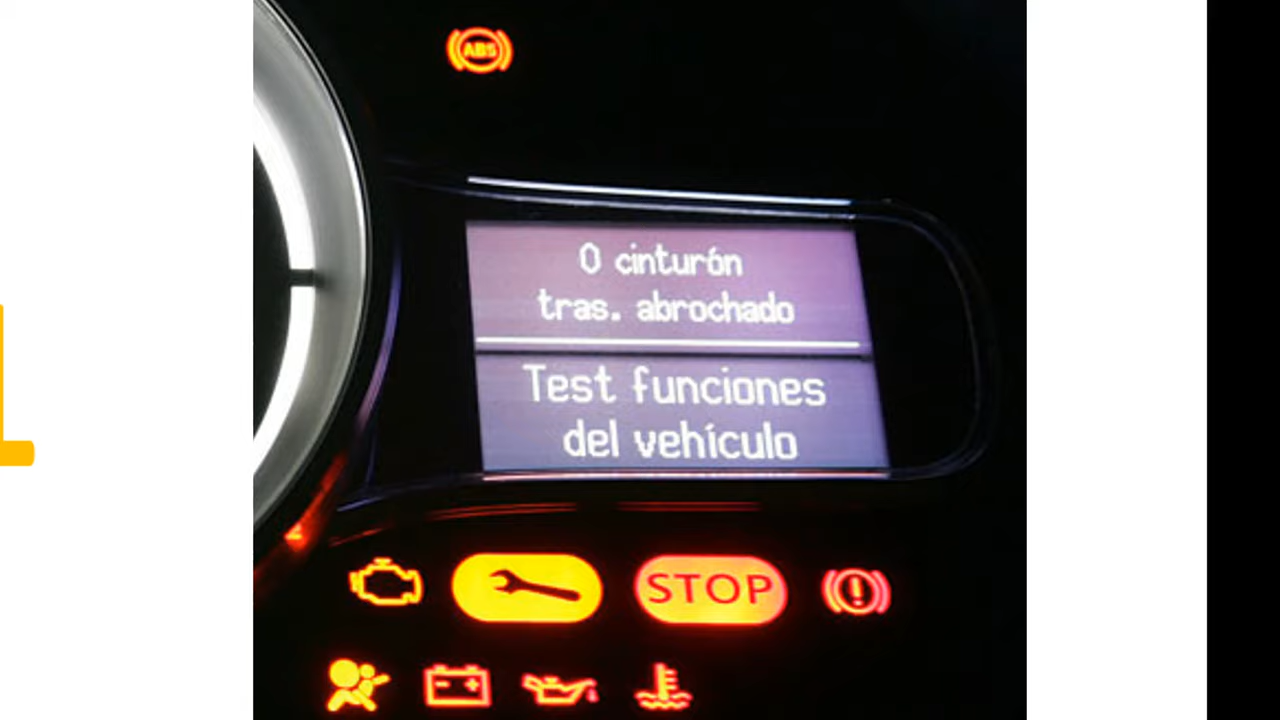 ABS
0 cinturón
tras. abrochado
Test funciones
del vehículo
STOP